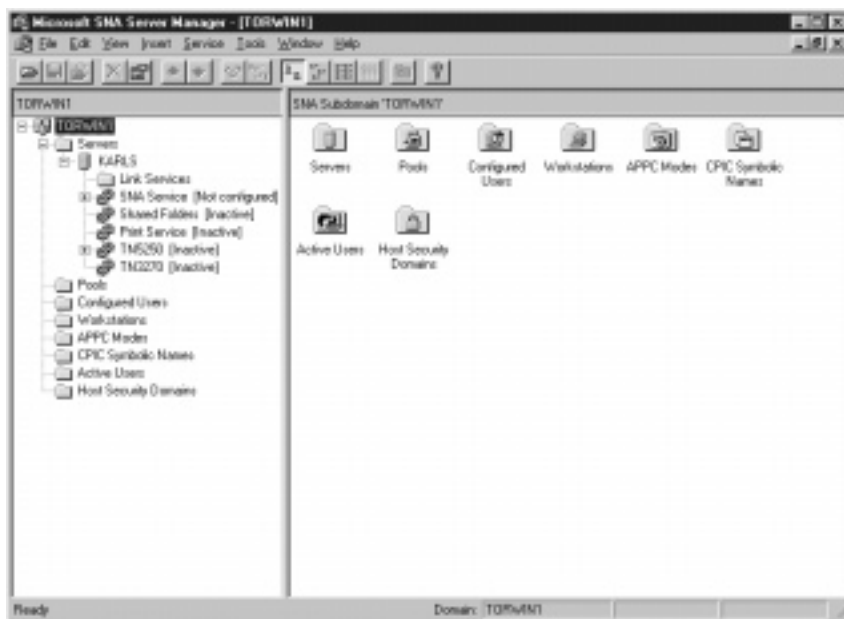 Microsoft SNA Server Manager - [TORWIN1]
File Edit View Insert Service Tools Window Help
TORWIN1
SNA Subdomain 'TORWIN1'
TORWIN1
Servers
KARLS
Link Services
SNA Service [Not configured]
Shared Folders [Inactive]
Print Service [Inactive]
TN5250 [Inactive]
TN3270 [Inactive]
Pools
Configured Users
Workstations
APPC Modes
CPIC Symbolic Names
Active Users
Host Security Domains
Servers
Pools
Configured Users
Workstations
APPC Modes
CPIC Symbolic Names
Active Users
Host Security Domains
Ready
Domain: TORWIN1